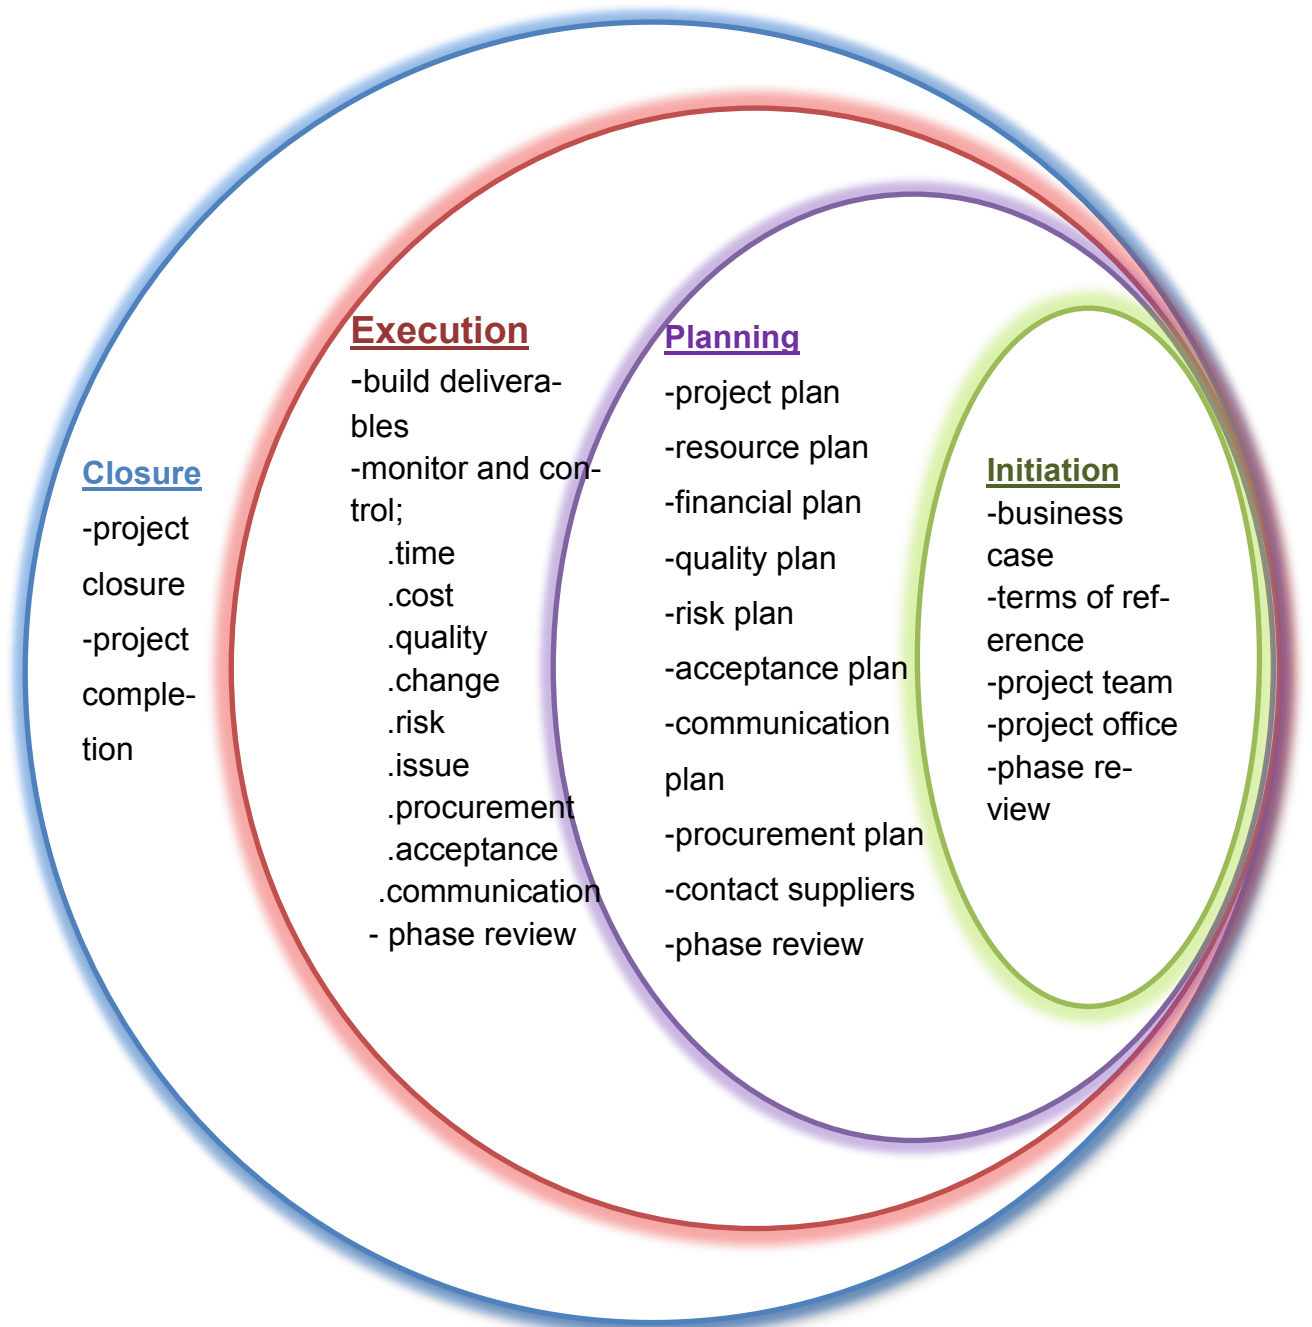 Closure
-project
closure
-project
comple-
tion
Execution
-build delivera-
bles
-monitor and con-
trol;
.time
.cost
.quality
.change
.risk
.issue
.procurement
.acceptance
.communication
- phase review
Planning
-project plan
-resource plan
-financial plan
-quality plan
-risk plan
-acceptance plan
-communication
plan
-procurement plan
-contact suppliers
-phase review
Initiation
-business
case
-terms of ref-
erence
-project team
-project office
-phase re-
view